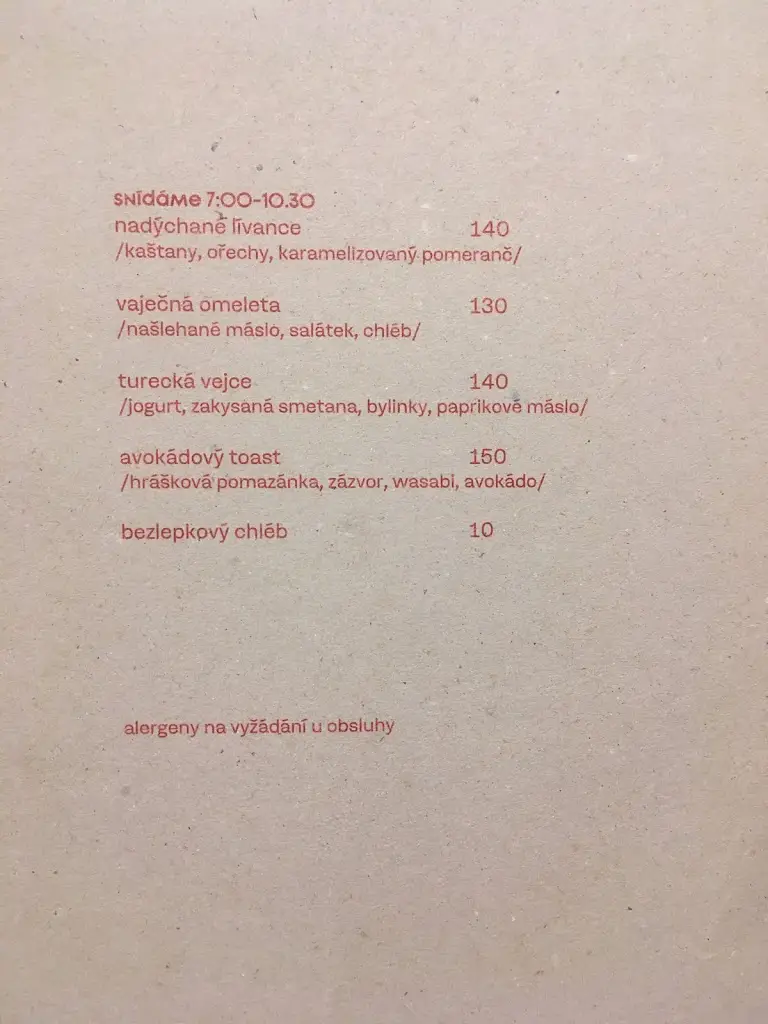 snídáme 7:00-10.30
nadýchané lívance 140
/kaštany, ořechy, karamelizovaný pomeranč/
vaječná omeleta 130
/našlehané máslo, salátek, chléb/
turecká vejce 140
/jogurt, zakysaná smetana, bylinky, paprikové máslo/
avokádový toast 150
/hrášková pomazánka, zázvor, wasabi, avokádo/
bezlepkový chléb 10
alergeny na vyžádání u obsluhy